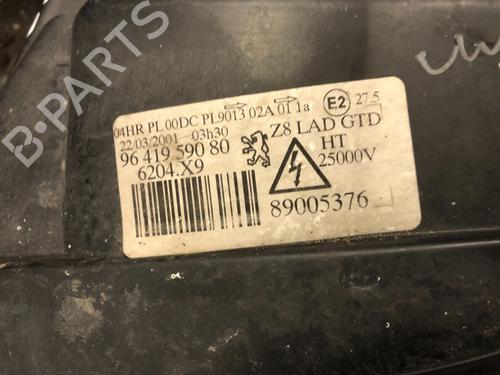 B-PARTS
04HR PL 00DC PL9013 02A 01 1a E2 27.5
22/03/2001 - 03h30 Z8 LAD GTD
96 419 590 80 HT
6204.X9 25000V
89005376